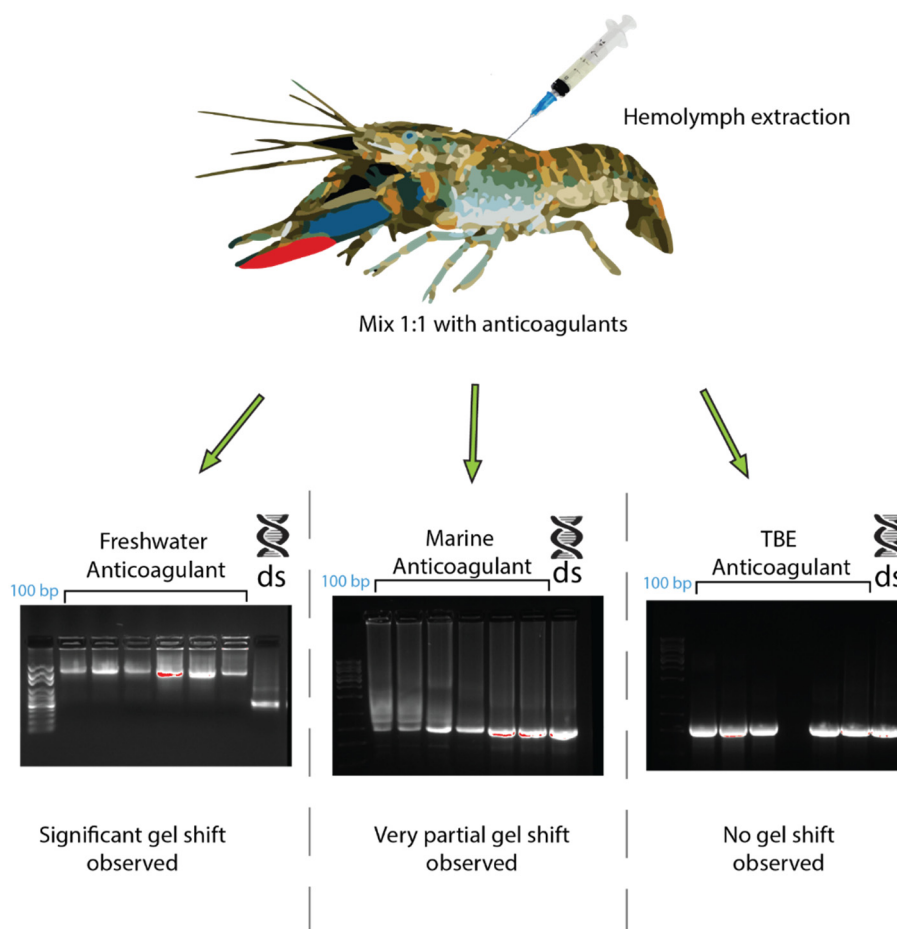 Hemolymph extraction
Mix 1:1 with anticoagulants
Freshwater
Anticoagulant
ds
100 bp
Marine
Anticoagulant
ds
100 bp
TBE
Anticoagulant
ds
100 bp
Significant gel shift
observed
Very partial gel shift
observed
No gel shift
observed